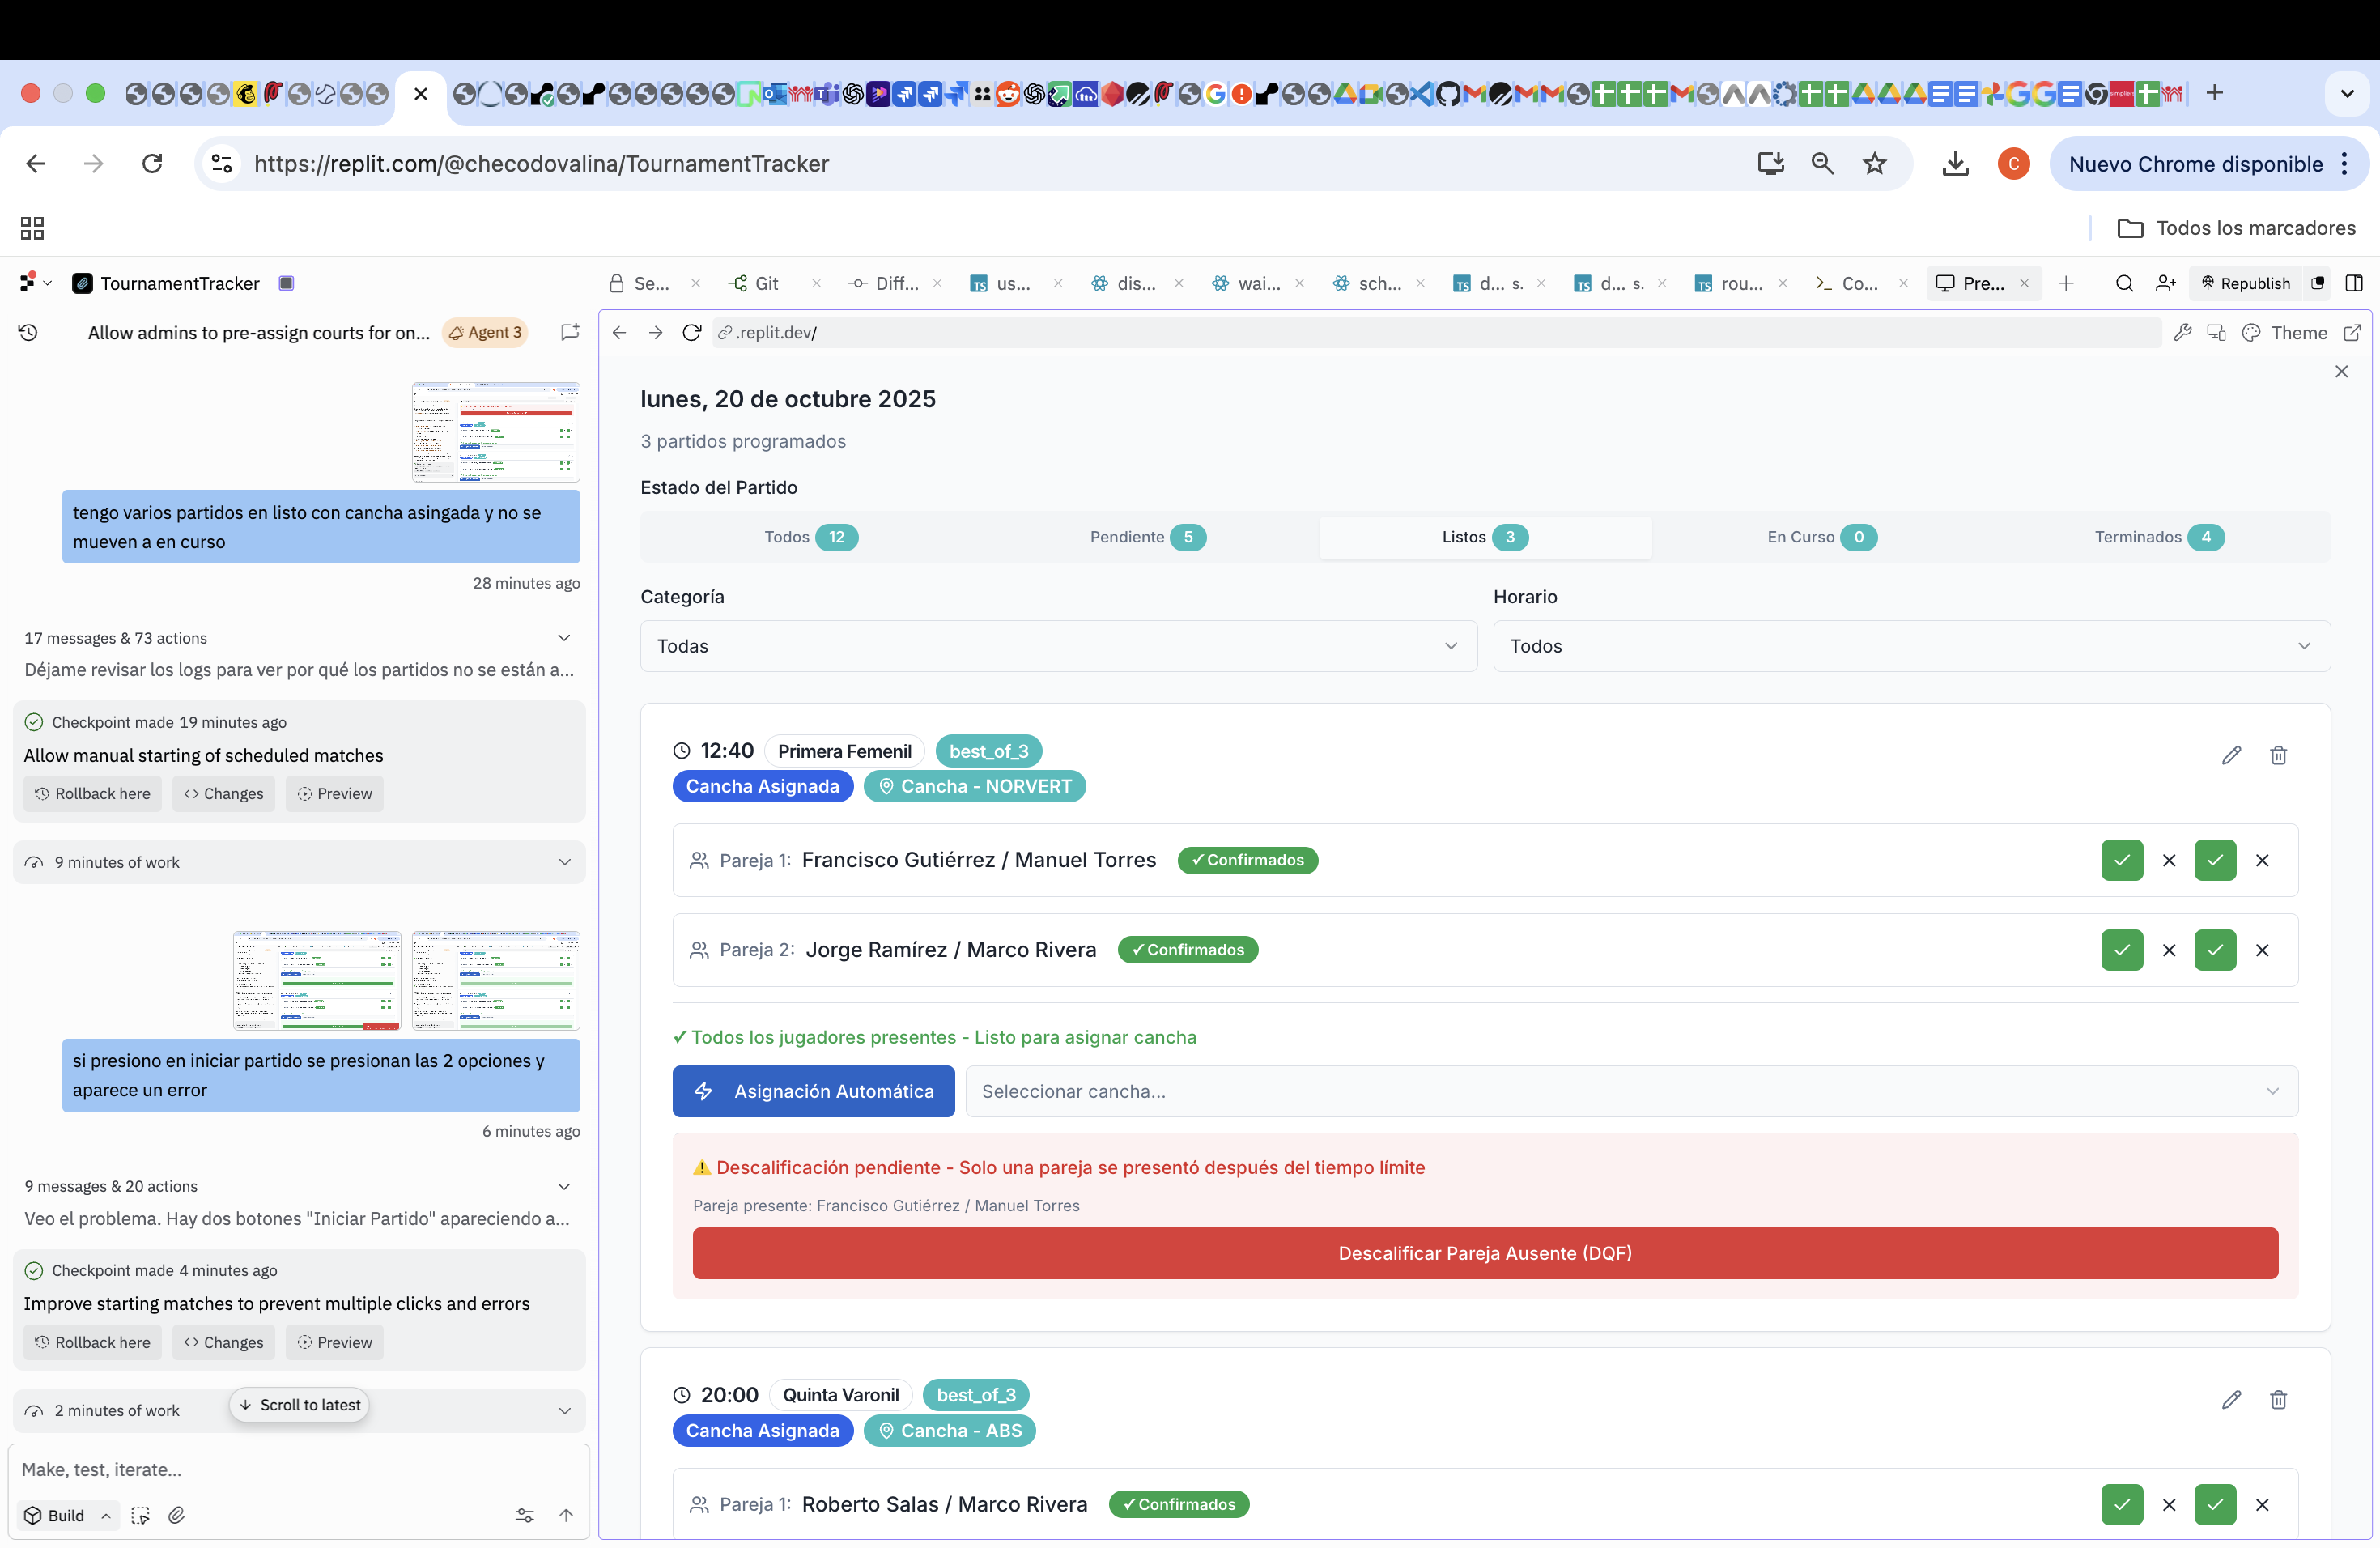 https://replit.com/@checodovalina/TournamentTracker
C
Nuevo Chrome disponible
Todos los marcadores
TournamentTracker
Se...
Git
Diff...
us...
dis...
wai...
sch...
d... s.
d... s.
rou...
Co...
Pre...
Republish
Allow admins to pre-assign courts for on...
Agent 3
.replit.dev/
Theme
tengo varios partidos en listo con cancha asingada y no se
mueven a en curso
28 minutes ago
17 messages & 73 actions
Déjame revisar los logs para ver por qué los partidos no se están a...
Checkpoint made 19 minutes ago
Allow manual starting of scheduled matches
Rollback here
Changes
Preview
9 minutes of work
si presiono en iniciar partido se presionan las 2 opciones y
aparece un error
6 minutes ago
9 messages & 20 actions
Veo el problema. Hay dos botones "Iniciar Partido" apareciendo a...
Checkpoint made 4 minutes ago
Improve starting matches to prevent multiple clicks and errors
Rollback here
Changes
Preview
2 minutes of work
Scroll to latest
Make, test, iterate...
Build
lunes, 20 de octubre 2025
3 partidos programados
Estado del Partido
Todos 12
Pendiente 5
Listos 3
En Curso 0
Terminados 4
Categoría
Horario
Todas
Todos
12:40 Primera Femenil best_of_3
Cancha Asignada Cancha - NORVERT
Pareja 1: Francisco Gutiérrez / Manuel Torres ✓ Confirmados
Pareja 2: Jorge Ramírez / Marco Rivera ✓ Confirmados
✓ Todos los jugadores presentes - Listo para asignar cancha
Asignación Automática
Seleccionar cancha...
⚠ Descalificación pendiente - Solo una pareja se presentó después del tiempo límite
Pareja presente: Francisco Gutiérrez / Manuel Torres
Descalificar Pareja Ausente (DQF)
20:00 Quinta Varonil best_of_3
Cancha Asignada Cancha - ABS
Pareja 1: Roberto Salas / Marco Rivera ✓ Confirmados